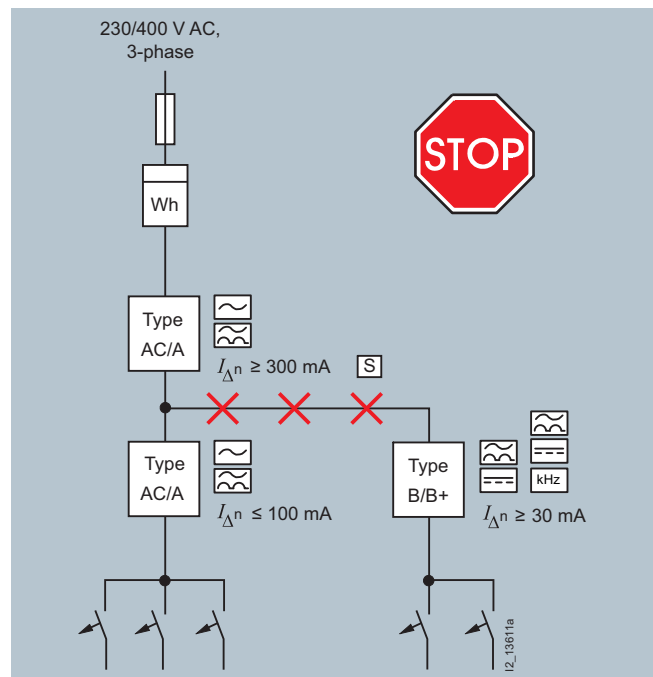 230/400 V AC,
3-phase
STOP
Wh
Type
AC/A
IΔn ≥ 300 mA
S
Type
AC/A
IΔn ≤ 100 mA
Type
B/B+
kHz
IΔn ≥ 30 mA
I2_13611a